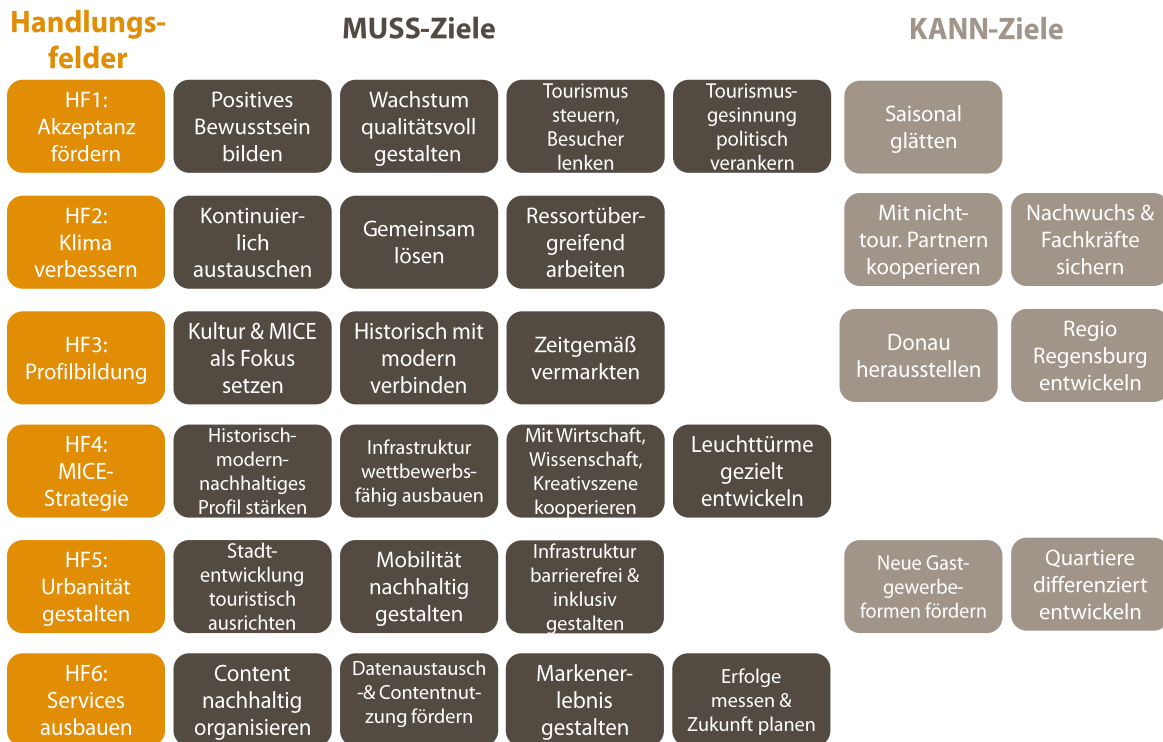 Handlungs-
felder
MUSS-Ziele
KANN-Ziele
HF1:
Akzeptanz
fördern
Positives
Bewusstsein
bilden
Wachstum
qualitätsvoll
gestalten
Tourismus
steuern,
Besucher
lenken
Tourismus-
gesinnung
politisch
verankern
Saisonal
glätten
HF2:
Klima
verbessern
Kontinuier-
lich
austauschen
Gemeinsam
lösen
Ressortüber-
greifend
arbeiten
Mit nicht-
tour. Partnern
kooperieren
Nachwuchs &
Fachkräfte
sichern
HF3:
Profilbildung
Kultur & MICE
als Fokus
setzen
Historisch mit
modern
verbinden
Zeitgemäß
vermarkten
Donau
herausstellen
Regio
Regensburg
entwickeln
HF4:
MICE-
Strategie
Historisch-
modern-
nachhaltiges
Profil stärken
Infrastruktur
wettbewerbs-
fähig ausbauen
Mit Wirtschaft,
Wissenschaft,
Kreativszene
kooperieren
Leuchttürme
gezielt
entwickeln
HF5:
Urbanität
gestalten
Stadt-
entwicklung
touristisch
ausrichten
Mobilität
nachhaltig
gestalten
Infrastruktur
barrierefrei &
inklusiv
gestalten
Neue Gast-
gewerbe-
formen fördern
Quartiere
differenziert
entwickeln
HF6:
Services
ausbauen
Content
nachhaltig
organisieren
Datenaustausch
-& Contentnut-
zung fördern
Markener-
lebnis
gestalten
Erfolge
messen &
Zukunft planen